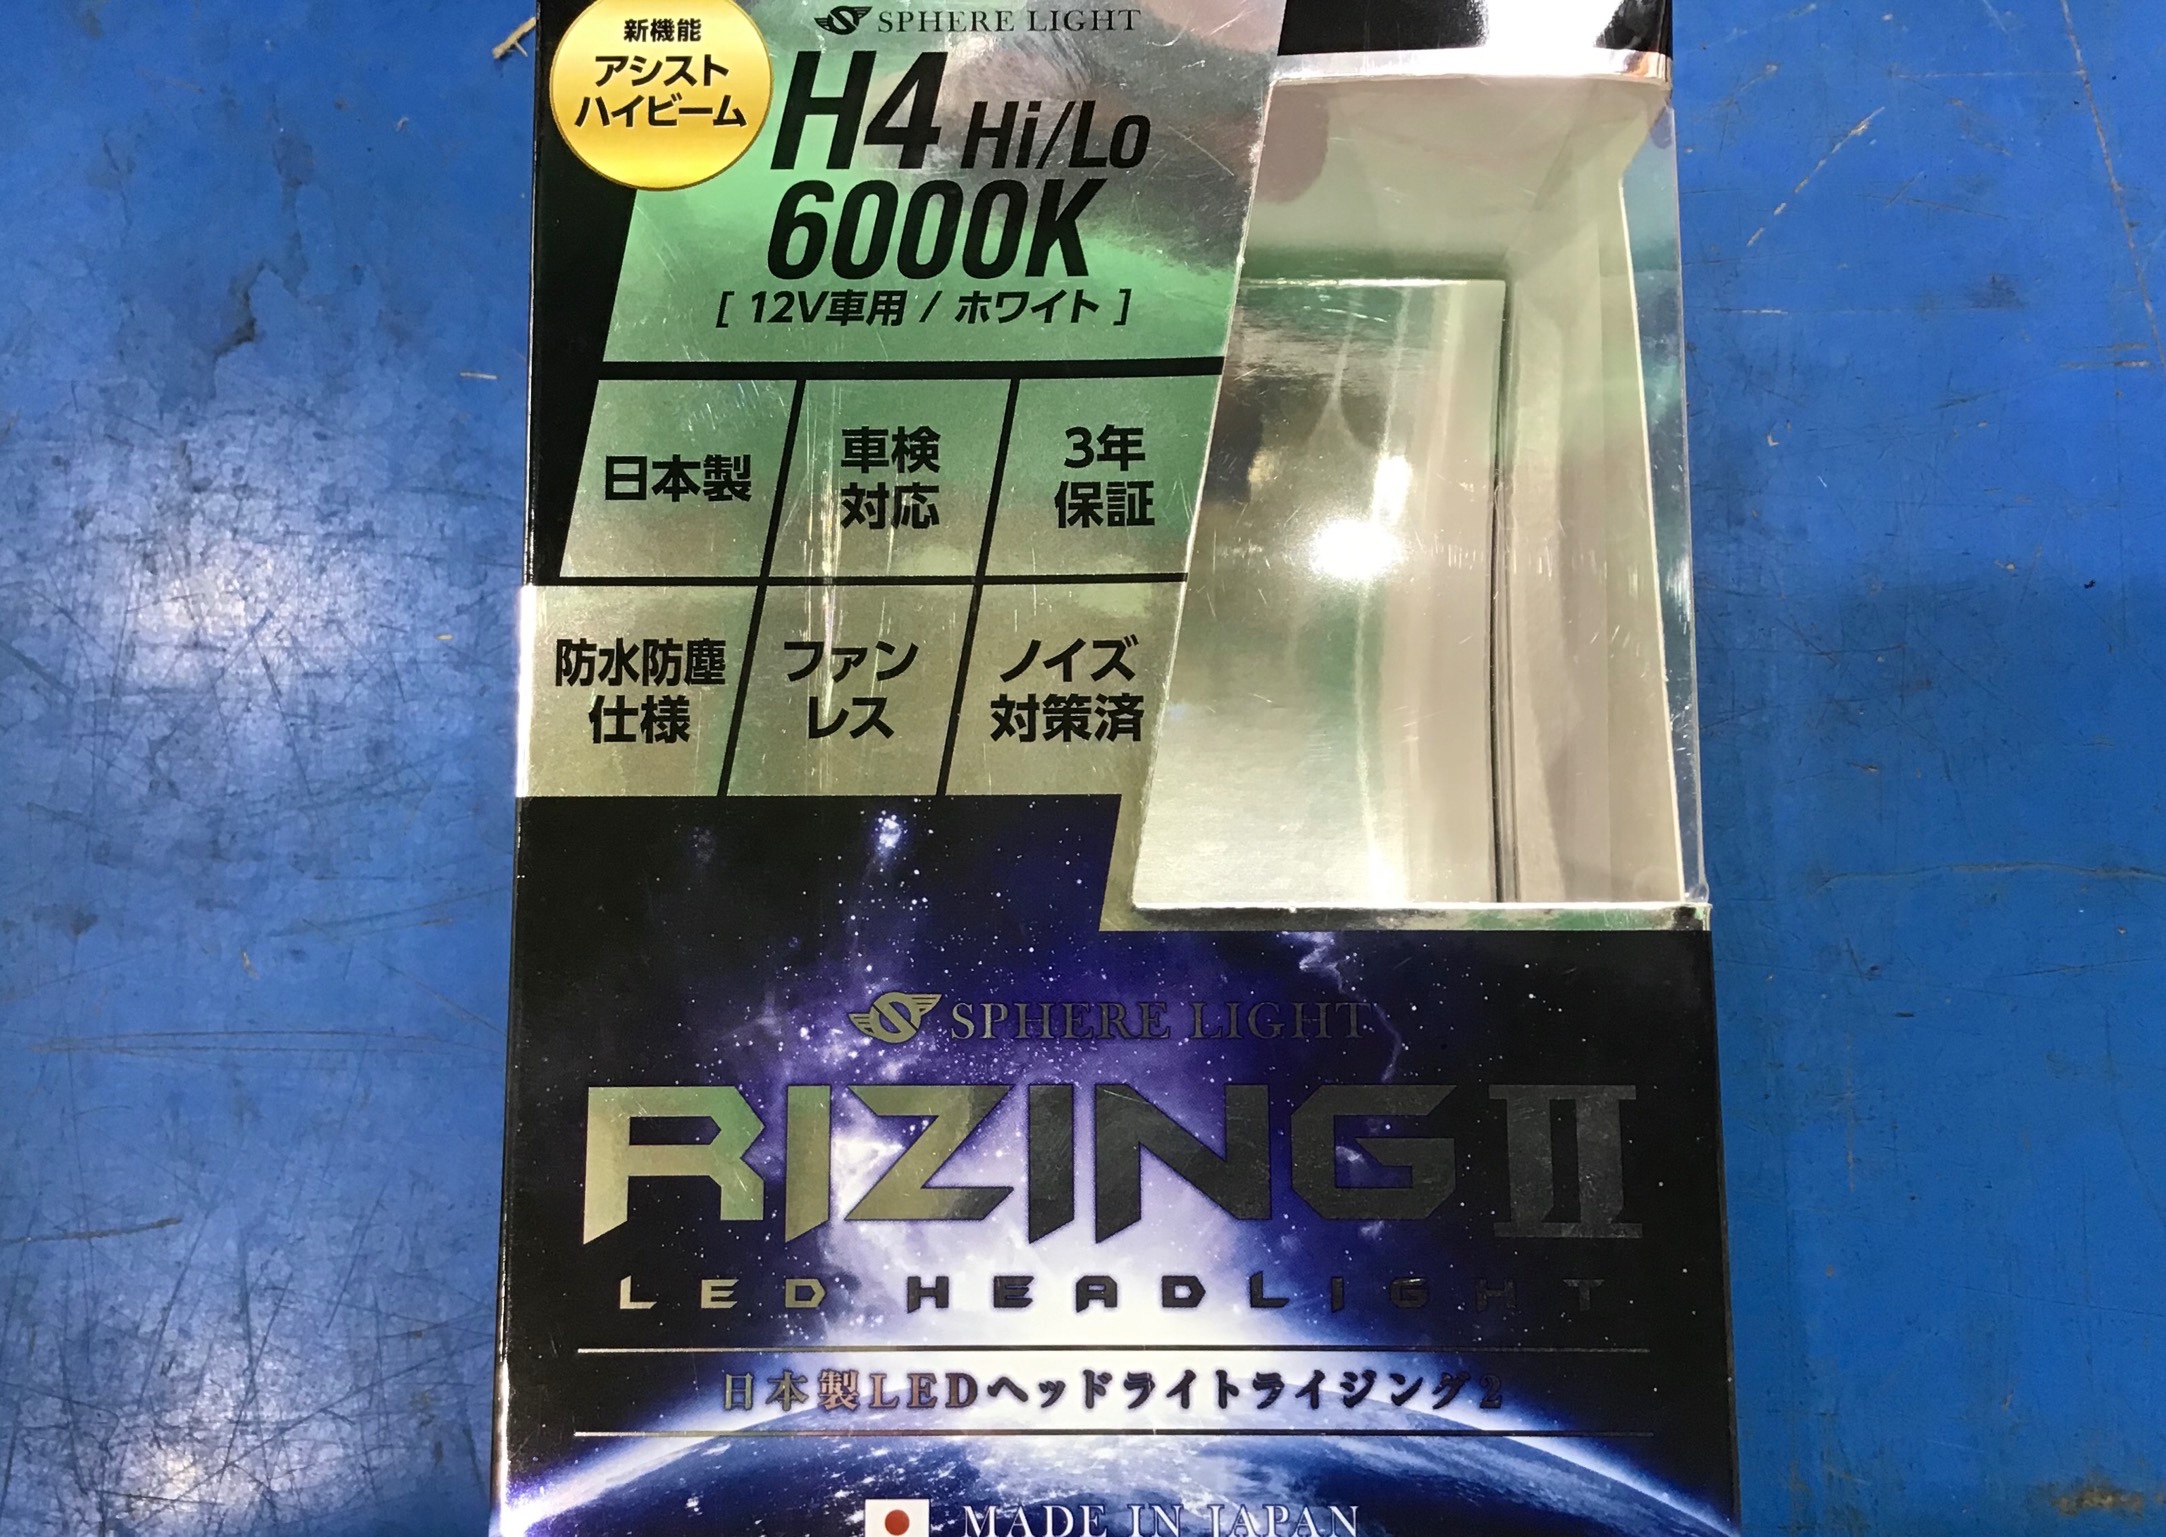 SPHERE LIGHT
新機能
アシスト
ハイビーム
H4 Hi/Lo
6000K
[ 12V車用 / ホワイト ]
日本製
車検
対応
3年
保証
防水防塵
仕様
ファン
レス
ノイズ
対策済
SPHERE LIGHT
RIZING II
LED HEADLIGHT
日本製LEDヘッドライトライジング2
MADE IN JAPAN